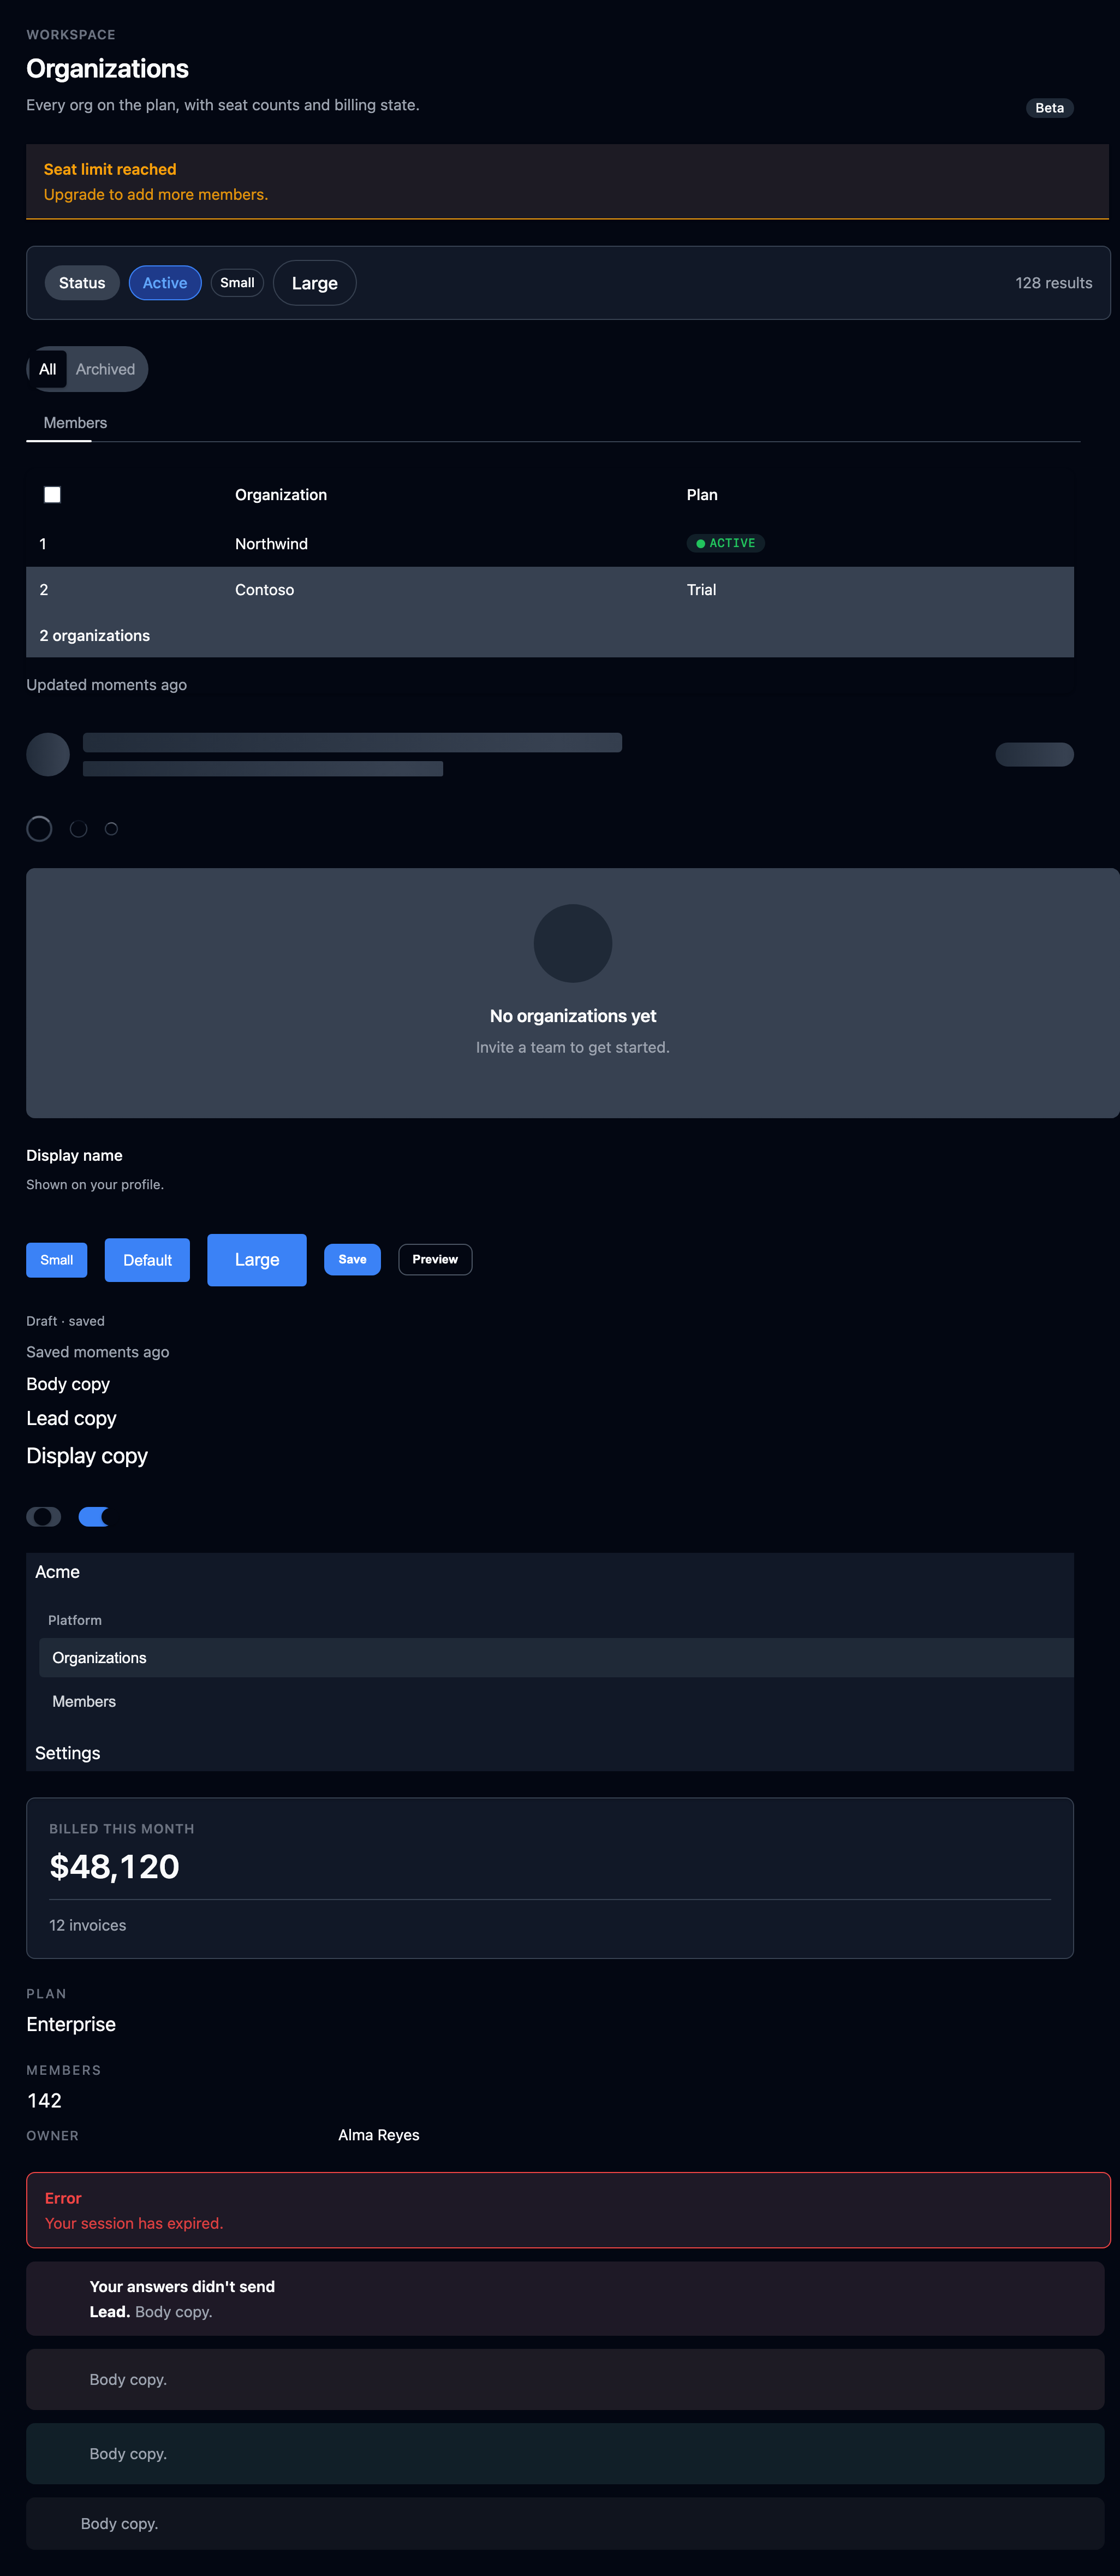 WORKSPACE
Organizations
Every org on the plan, with seat counts and billing state.
Beta
Seat limit reached
Upgrade to add more members.
Status Active Small Large 128 results
All Archived
Members
Organization Plan
1 Northwind ACTIVE
2 Contoso Trial
2 organizations
Updated moments ago
No organizations yet
Invite a team to get started.
Display name
Shown on your profile.
Small Default Large Save Preview
Draft · saved
Saved moments ago
Body copy
Lead copy
Display copy
Acme
Platform
Organizations
Members
Settings
BILLED THIS MONTH
$48,120
12 invoices
PLAN
Enterprise
MEMBERS
142
OWNER Alma Reyes
Error
Your session has expired.
Your answers didn't send
Lead. Body copy.
Body copy.
Body copy.
Body copy.